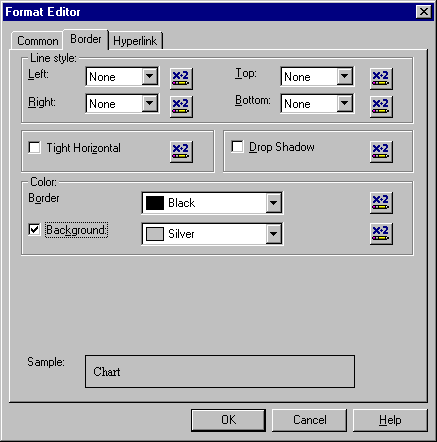 Format Editor
Common Border Hyperlink
Line style:
Left: None X+2 Top: None X+2
Right: None X+2 Bottom: None X+2
Tight Horizontal X+2 Drop Shadow X+2
Color:
Border Black X+2
Background: Silver X+2
Sample: Chart
OK Cancel Help